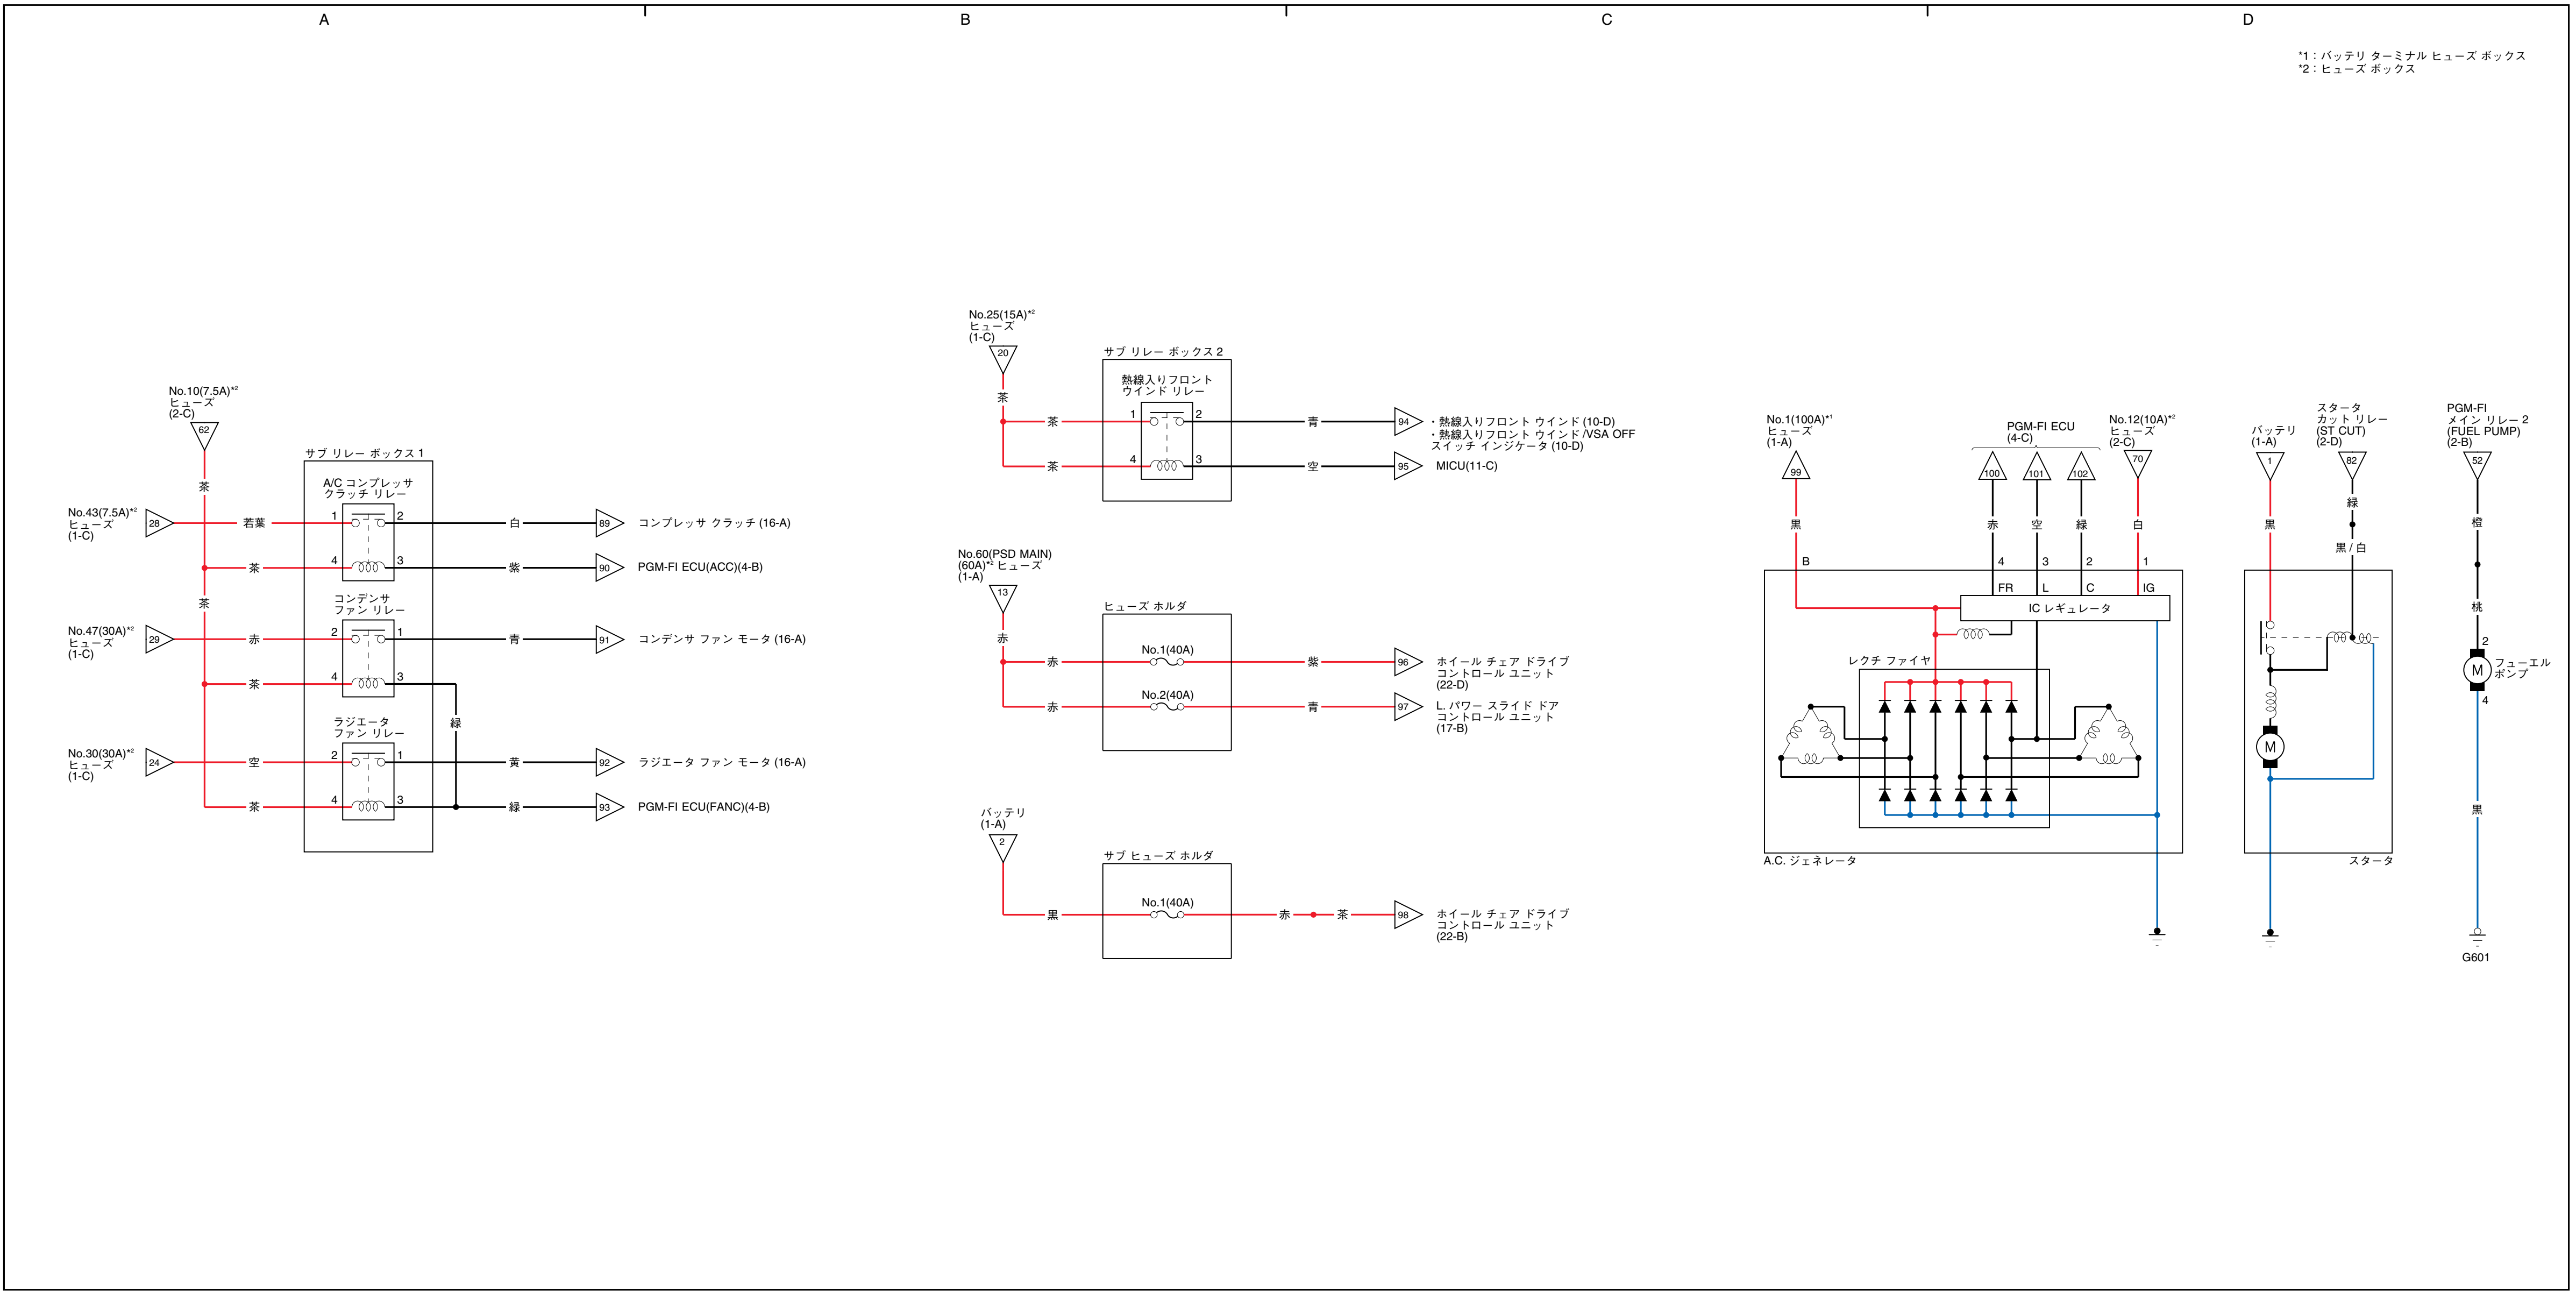 A
B
C
D
*1：バッテリ ターミナル ヒューズ ボックス
*2：ヒューズ ボックス
No.10(7.5A)*2
ヒューズ
(2-C)
62
茶
サブ リレー ボックス 1
A/C コンプレッサ
クラッチ リレー
No.43(7.5A)*2
ヒューズ
(1-C)
28
若葉
1
2
白
89
コンプレッサ クラッチ (16-A)
茶
4
3
紫
90
PGM-FI ECU(ACC)(4-B)
茶
コンデンサ
ファン リレー
No.47(30A)*2
ヒューズ
(1-C)
29
赤
2
1
青
91
コンデンサ ファン モータ (16-A)
茶
4
3
緑
ラジエータ
ファン リレー
No.30(30A)*2
ヒューズ
(1-C)
24
空
2
1
黄
92
ラジエータ ファン モータ (16-A)
茶
4
3
緑
93
PGM-FI ECU(FANC)(4-B)
No.25(15A)*2
ヒューズ
(1-C)
20
茶
サブ リレー ボックス 2
熱線入りフロント
ウインド リレー
茶
1
2
青
94
・熱線入りフロント ウインド (10-D)
・熱線入りフロント ウインド /VSA OFF
スイッチ インジケータ (10-D)
茶
4
3
空
95
MICU(11-C)
No.60(PSD MAIN)
(60A)*2 ヒューズ
(1-A)
13
赤
ヒューズ ホルダ
赤
No.1(40A)
紫
96
ホイール チェア ドライブ
コントロール ユニット
(22-D)
赤
No.2(40A)
青
97
L. パワー スライド ドア
コントロール ユニット
(17-B)
バッテリ
(1-A)
2
サブ ヒューズ ホルダ
黒
No.1(40A)
赤
茶
98
ホイール チェア ドライブ
コントロール ユニット
(22-B)
No.1(100A)*1
ヒューズ
(1-A)
99
黒
B
PGM-FI ECU
(4-C)
100
101
102
赤
空
緑
No.12(10A)*2
ヒューズ
(2-C)
70
白
4
3
2
1
FR
L
C
IG
IC レギュレータ
レクチ ファイヤ
A.C. ジェネレータ
バッテリ
(1-A)
1
黒
スタータ
カット リレー
(ST CUT)
(2-D)
82
緑
黒 / 白
M
スタータ
PGM-FI
メイン リレー 2
(FUEL PUMP)
(2-B)
52
橙
桃
2
M
フューエル
ポンプ
4
黒
G601